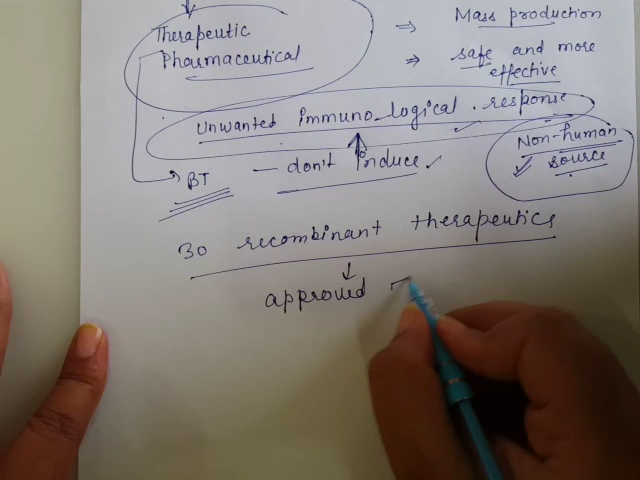 Therapeutic ⇒ Mass production
Pharmaceutical ⇒ safe and more
effective
Unwanted immuno-logical response
Non-human
source
BT — don't induce
30 recombinant therapeutics
approved